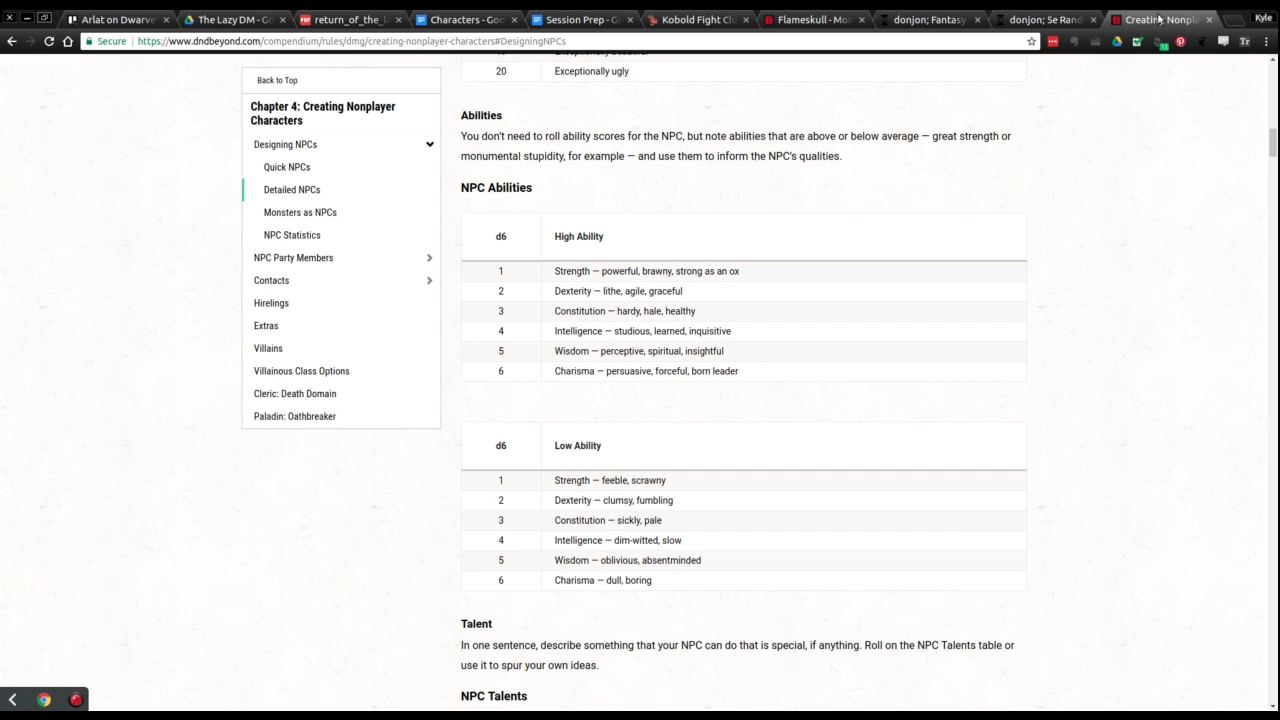 Arlat on Dwarve
The Lazy DM - Go
return_of_the_
Characters - Goo
Session Prep - G
Kobold Fight Cl
Flameskull - Mo
donjon; Fantasy
donjon; 5e Rand
Creating Nonpla
Kyle
Secure
https://www.dndbeyond.com/compendium/rules/dmg/creating-nonplayer-characters#DesigningNPCs
Back to Top
Chapter 4: Creating Nonplayer
Characters
Designing NPCs
Quick NPCs
Detailed NPCs
Monsters as NPCs
NPC Statistics
NPC Party Members
Contacts
Hirelings
Extras
Villains
Villainous Class Options
Cleric: Death Domain
Paladin: Oathbreaker
20 Exceptionally ugly
Abilities
You don't need to roll ability scores for the NPC, but note abilities that are above or below average — great strength or
monumental stupidity, for example — and use them to inform the NPC's qualities.
NPC Abilities
d6 High Ability
1 Strength — powerful, brawny, strong as an ox
2 Dexterity — lithe, agile, graceful
3 Constitution — hardy, hale, healthy
4 Intelligence — studious, learned, inquisitive
5 Wisdom — perceptive, spiritual, insightful
6 Charisma — persuasive, forceful, born leader
d6 Low Ability
1 Strength — feeble, scrawny
2 Dexterity — clumsy, fumbling
3 Constitution — sickly, pale
4 Intelligence — dim-witted, slow
5 Wisdom — oblivious, absentminded
6 Charisma — dull, boring
Talent
In one sentence, describe something that your NPC can do that is special, if anything. Roll on the NPC Talents table or
use it to spur your own ideas.
NPC Talents